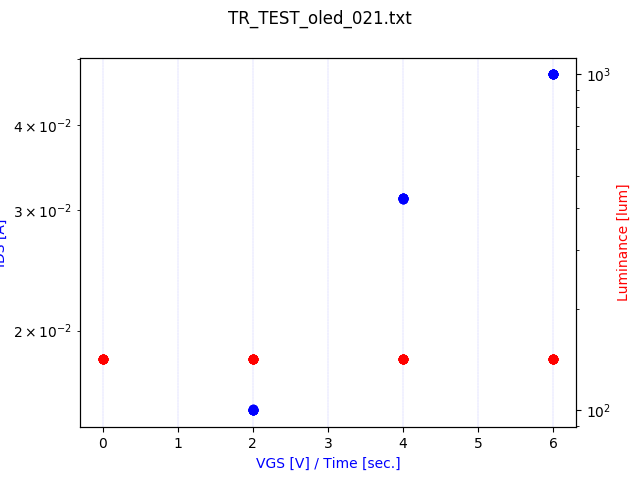 TR_TEST_oled_021.txt
10³
4 × 10⁻²
3 × 10⁻²
2 × 10⁻²
10²
[A]
Luminance [lum]
0 1 2 3 4 5 6
VGS [V] / Time [sec.]